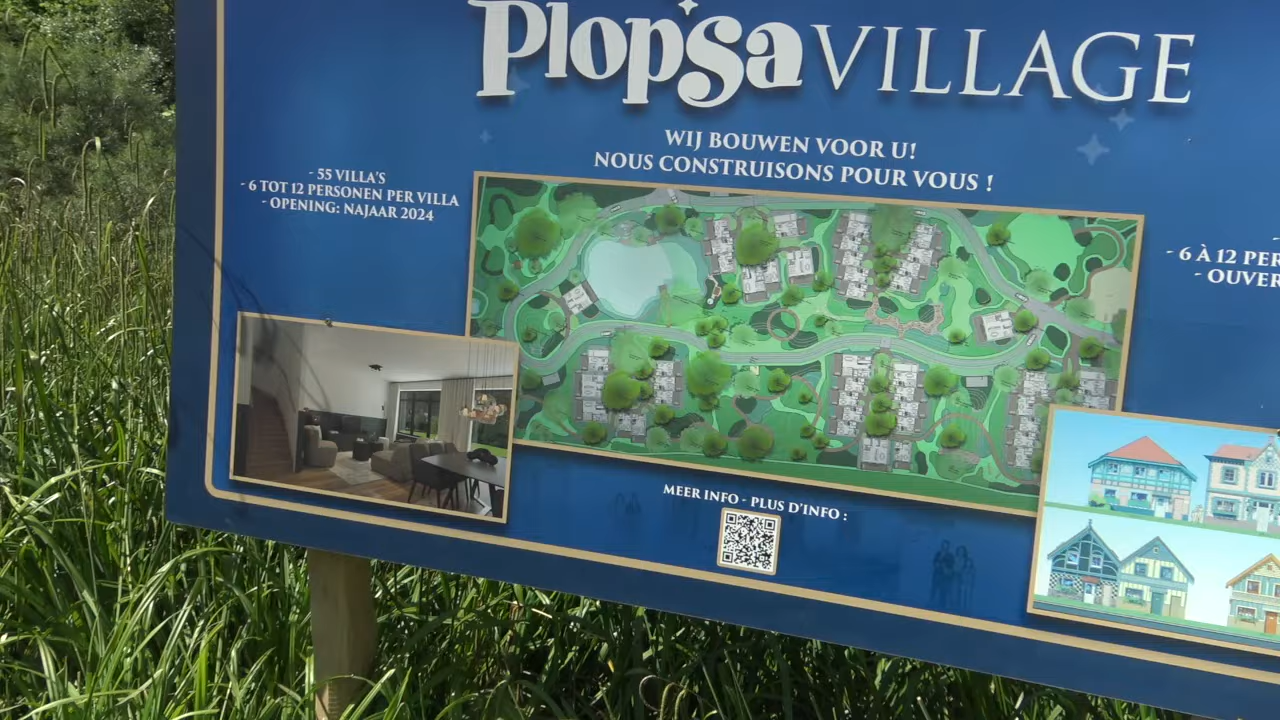 Plopsa VILLAGE
WIJ BOUWEN VOOR U!
NOUS CONSTRUISONS POUR VOUS !
- 55 VILLA'S
- 6 TOT 12 PERSONEN PER VILLA
- OPENING: NAJAAR 2024
- 6 À 12 PER
- OUVER
MEER INFO - PLUS D'INFO :